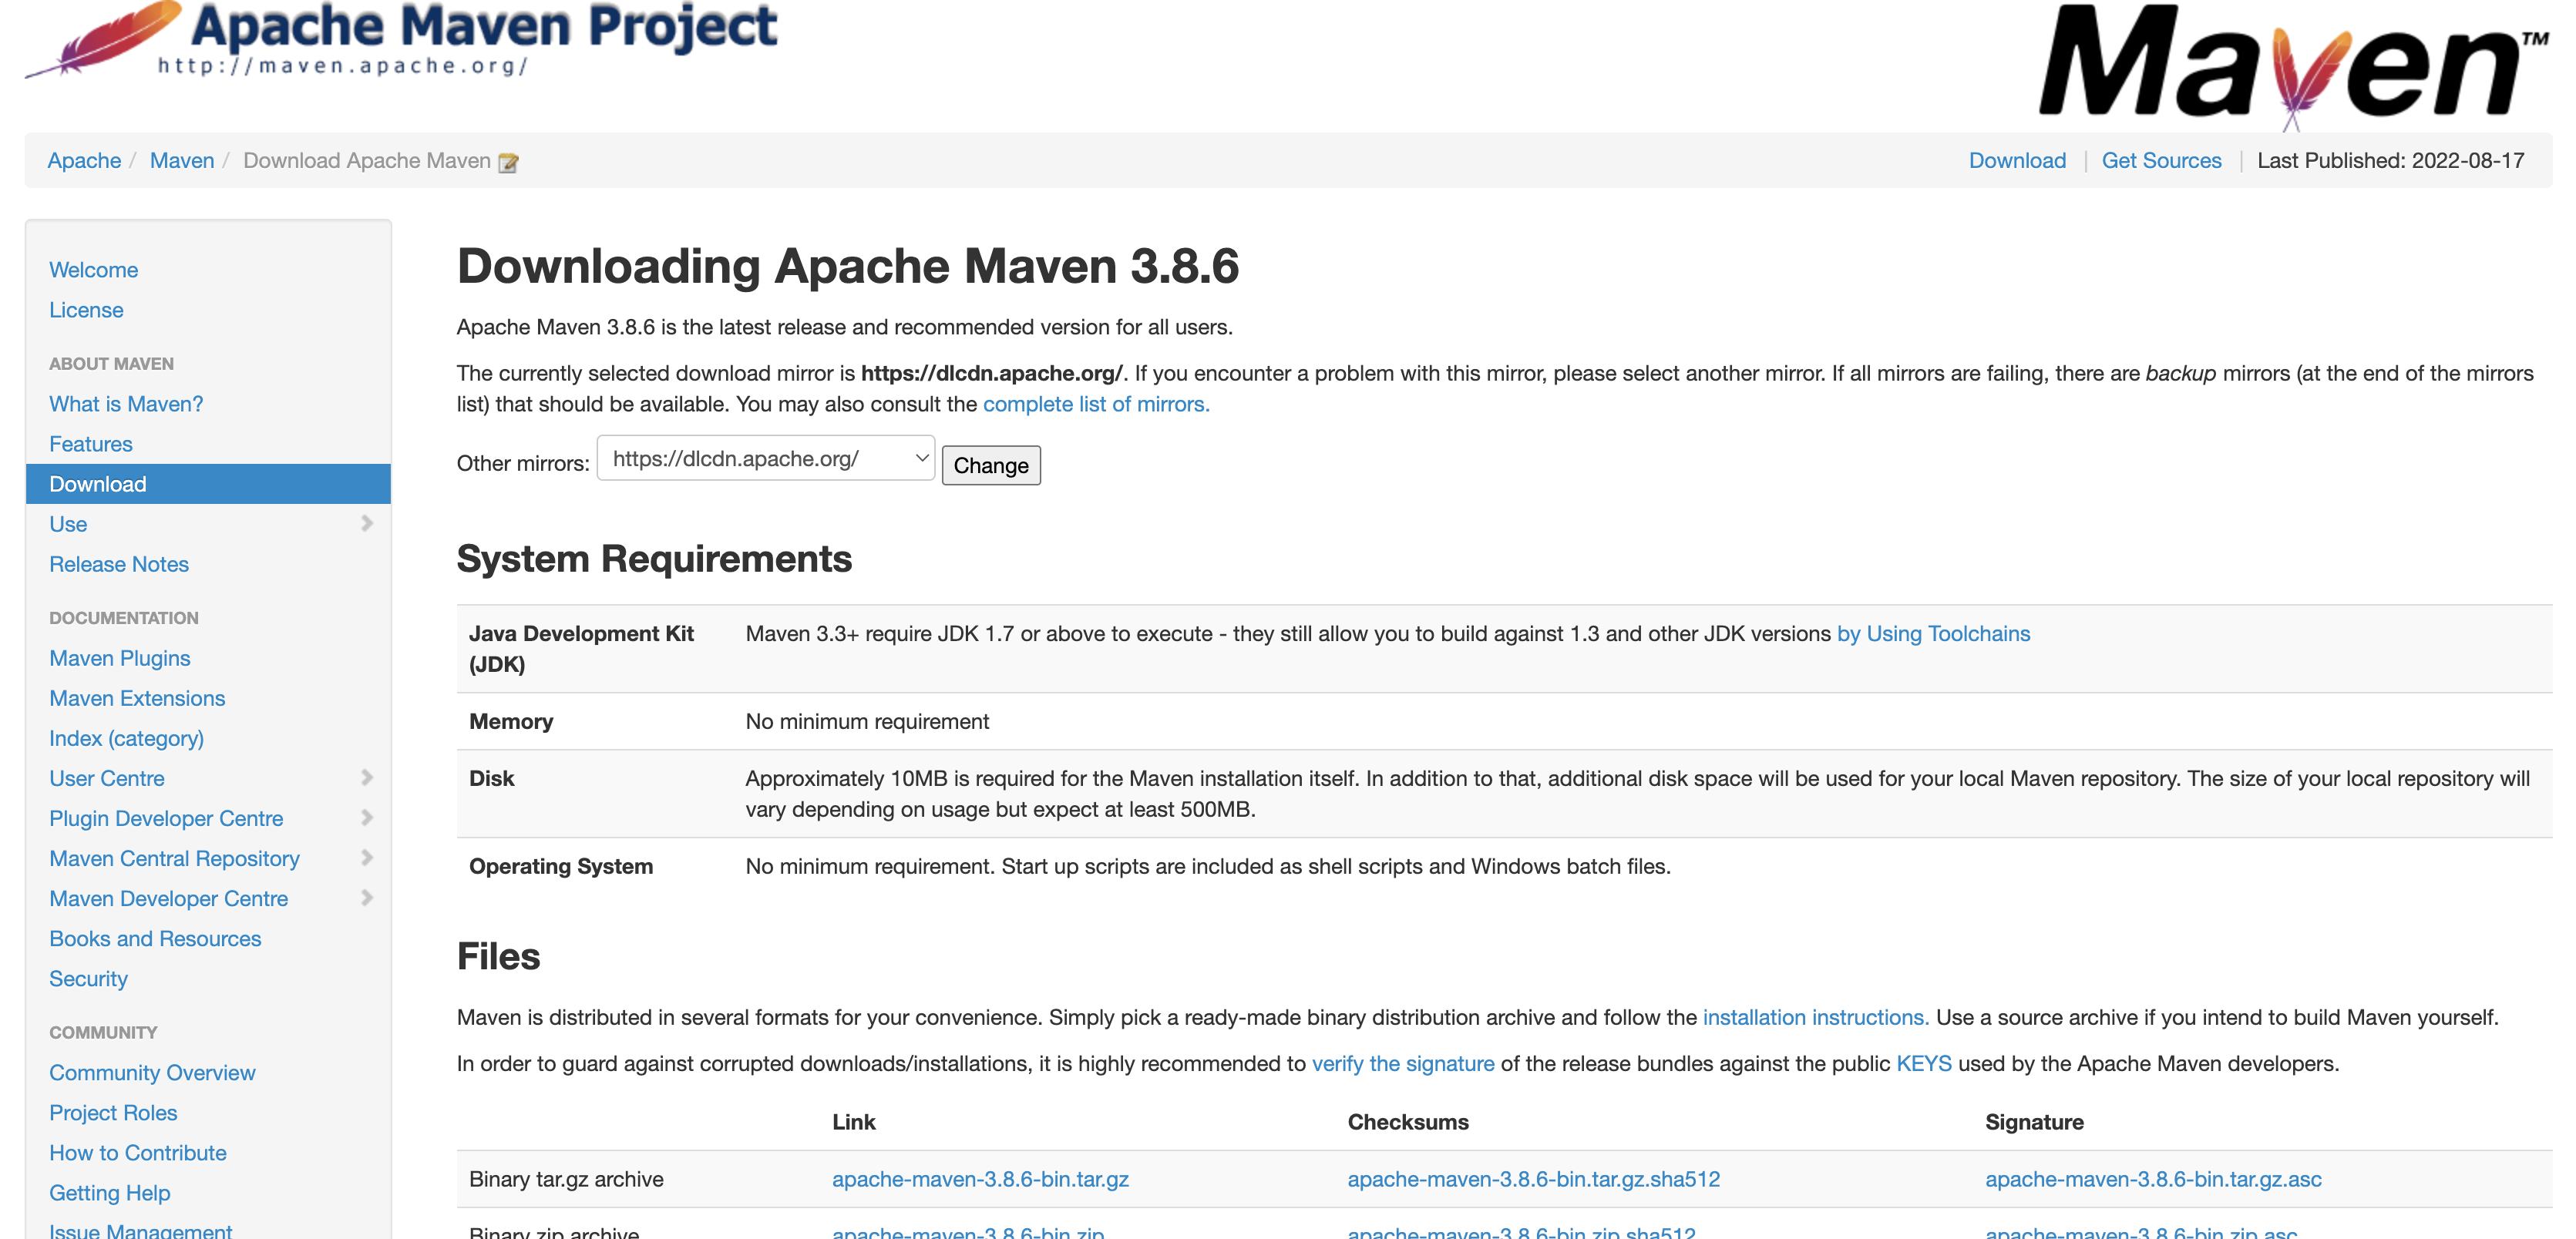 Apache Maven Project
http://maven.apache.org/
Maven™
Apache / Maven / Download Apache Maven
Download | Get Sources | Last Published: 2022-08-17
Welcome
License
ABOUT MAVEN
What is Maven?
Features
Download
Use
Release Notes
DOCUMENTATION
Maven Plugins
Maven Extensions
Index (category)
User Centre
Plugin Developer Centre
Maven Central Repository
Maven Developer Centre
Books and Resources
Security
COMMUNITY
Community Overview
Project Roles
How to Contribute
Getting Help
Issue Management
Downloading Apache Maven 3.8.6
Apache Maven 3.8.6 is the latest release and recommended version for all users.
The currently selected download mirror is https://dlcdn.apache.org/. If you encounter a problem with this mirror, please select another mirror. If all mirrors are failing, there are backup mirrors (at the end of the mirrors
list) that should be available. You may also consult the complete list of mirrors.
Other mirrors: https://dlcdn.apache.org/ Change
System Requirements
Java Development Kit Maven 3.3+ require JDK 1.7 or above to execute - they still allow you to build against 1.3 and other JDK versions by Using Toolchains
(JDK)
Memory No minimum requirement
Disk Approximately 10MB is required for the Maven installation itself. In addition to that, additional disk space will be used for your local Maven repository. The size of your local repository will
vary depending on usage but expect at least 500MB.
Operating System No minimum requirement. Start up scripts are included as shell scripts and Windows batch files.
Files
Maven is distributed in several formats for your convenience. Simply pick a ready-made binary distribution archive and follow the installation instructions. Use a source archive if you intend to build Maven yourself.
In order to guard against corrupted downloads/installations, it is highly recommended to verify the signature of the release bundles against the public KEYS used by the Apache Maven developers.
Link Checksums Signature
Binary tar.gz archive apache-maven-3.8.6-bin.tar.gz apache-maven-3.8.6-bin.tar.gz.sha512 apache-maven-3.8.6-bin.tar.gz.asc
Binary zip archive apache-maven-3.8.6-bin.zip apache-maven-3.8.6-bin.zip.sha512 apache-maven-3.8.6-bin.zip.asc